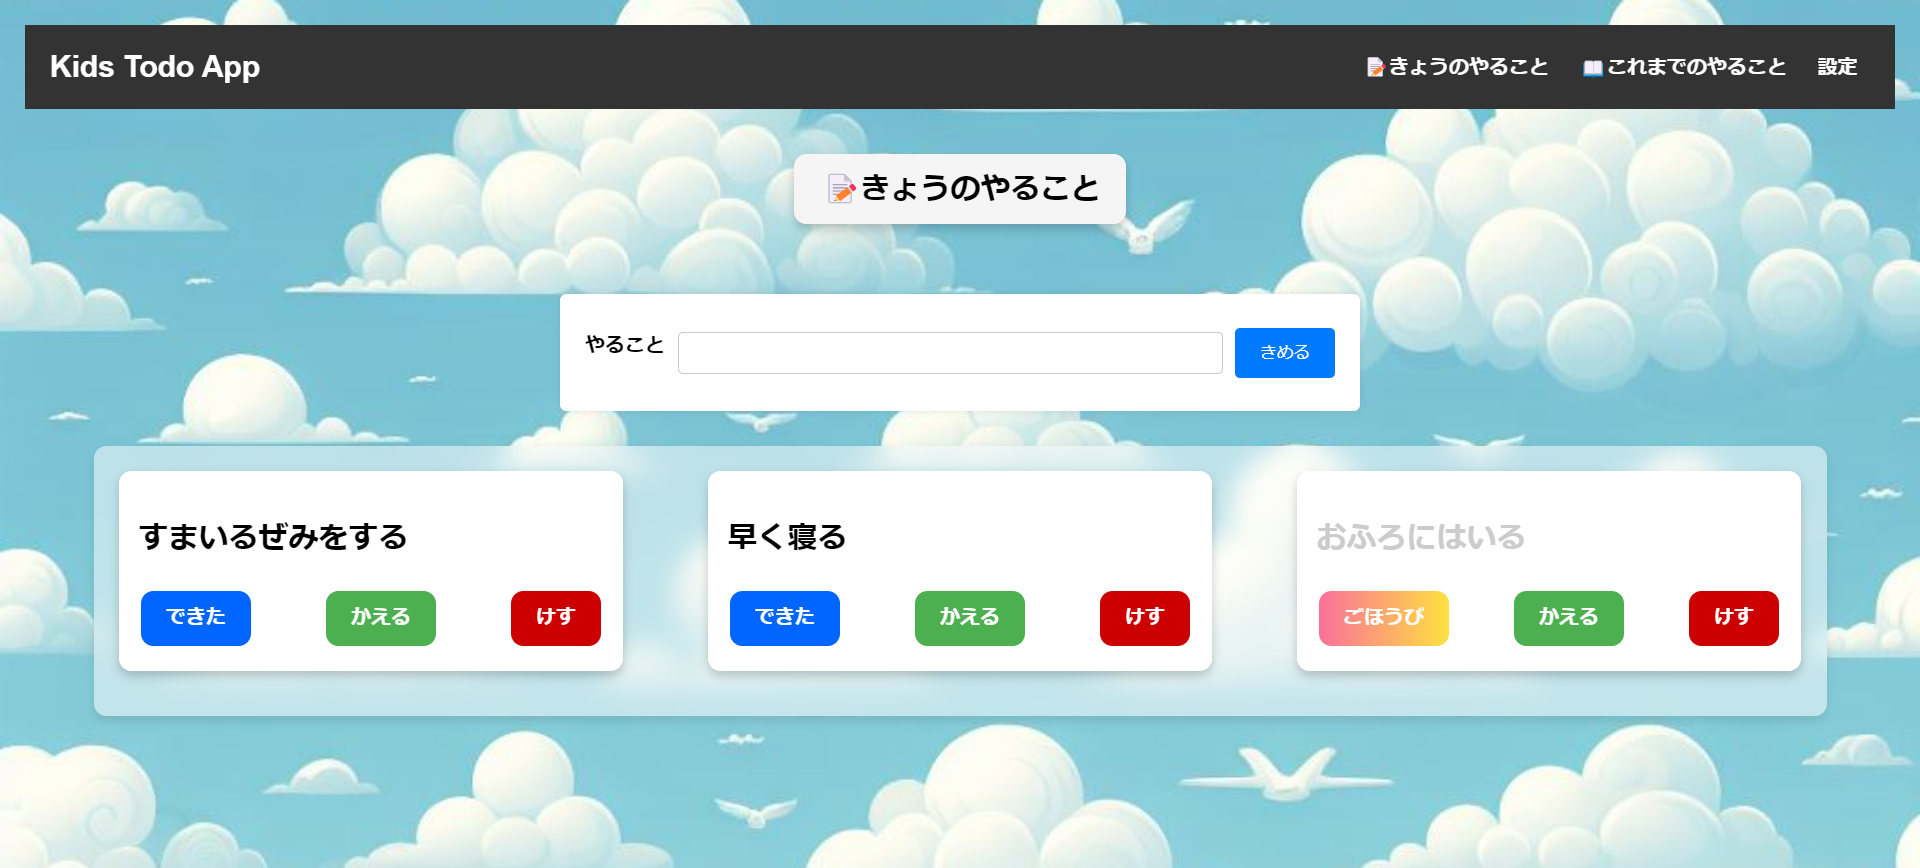 Kids Todo App
📝きょうのやること
📖これまでのやること
設定
📝きょうのやること
やること
きめる
すまいるぜみをする
できた
かえる
けす
早く寝る
できた
かえる
けす
おふろにはいる
ごほうび
かえる
けす